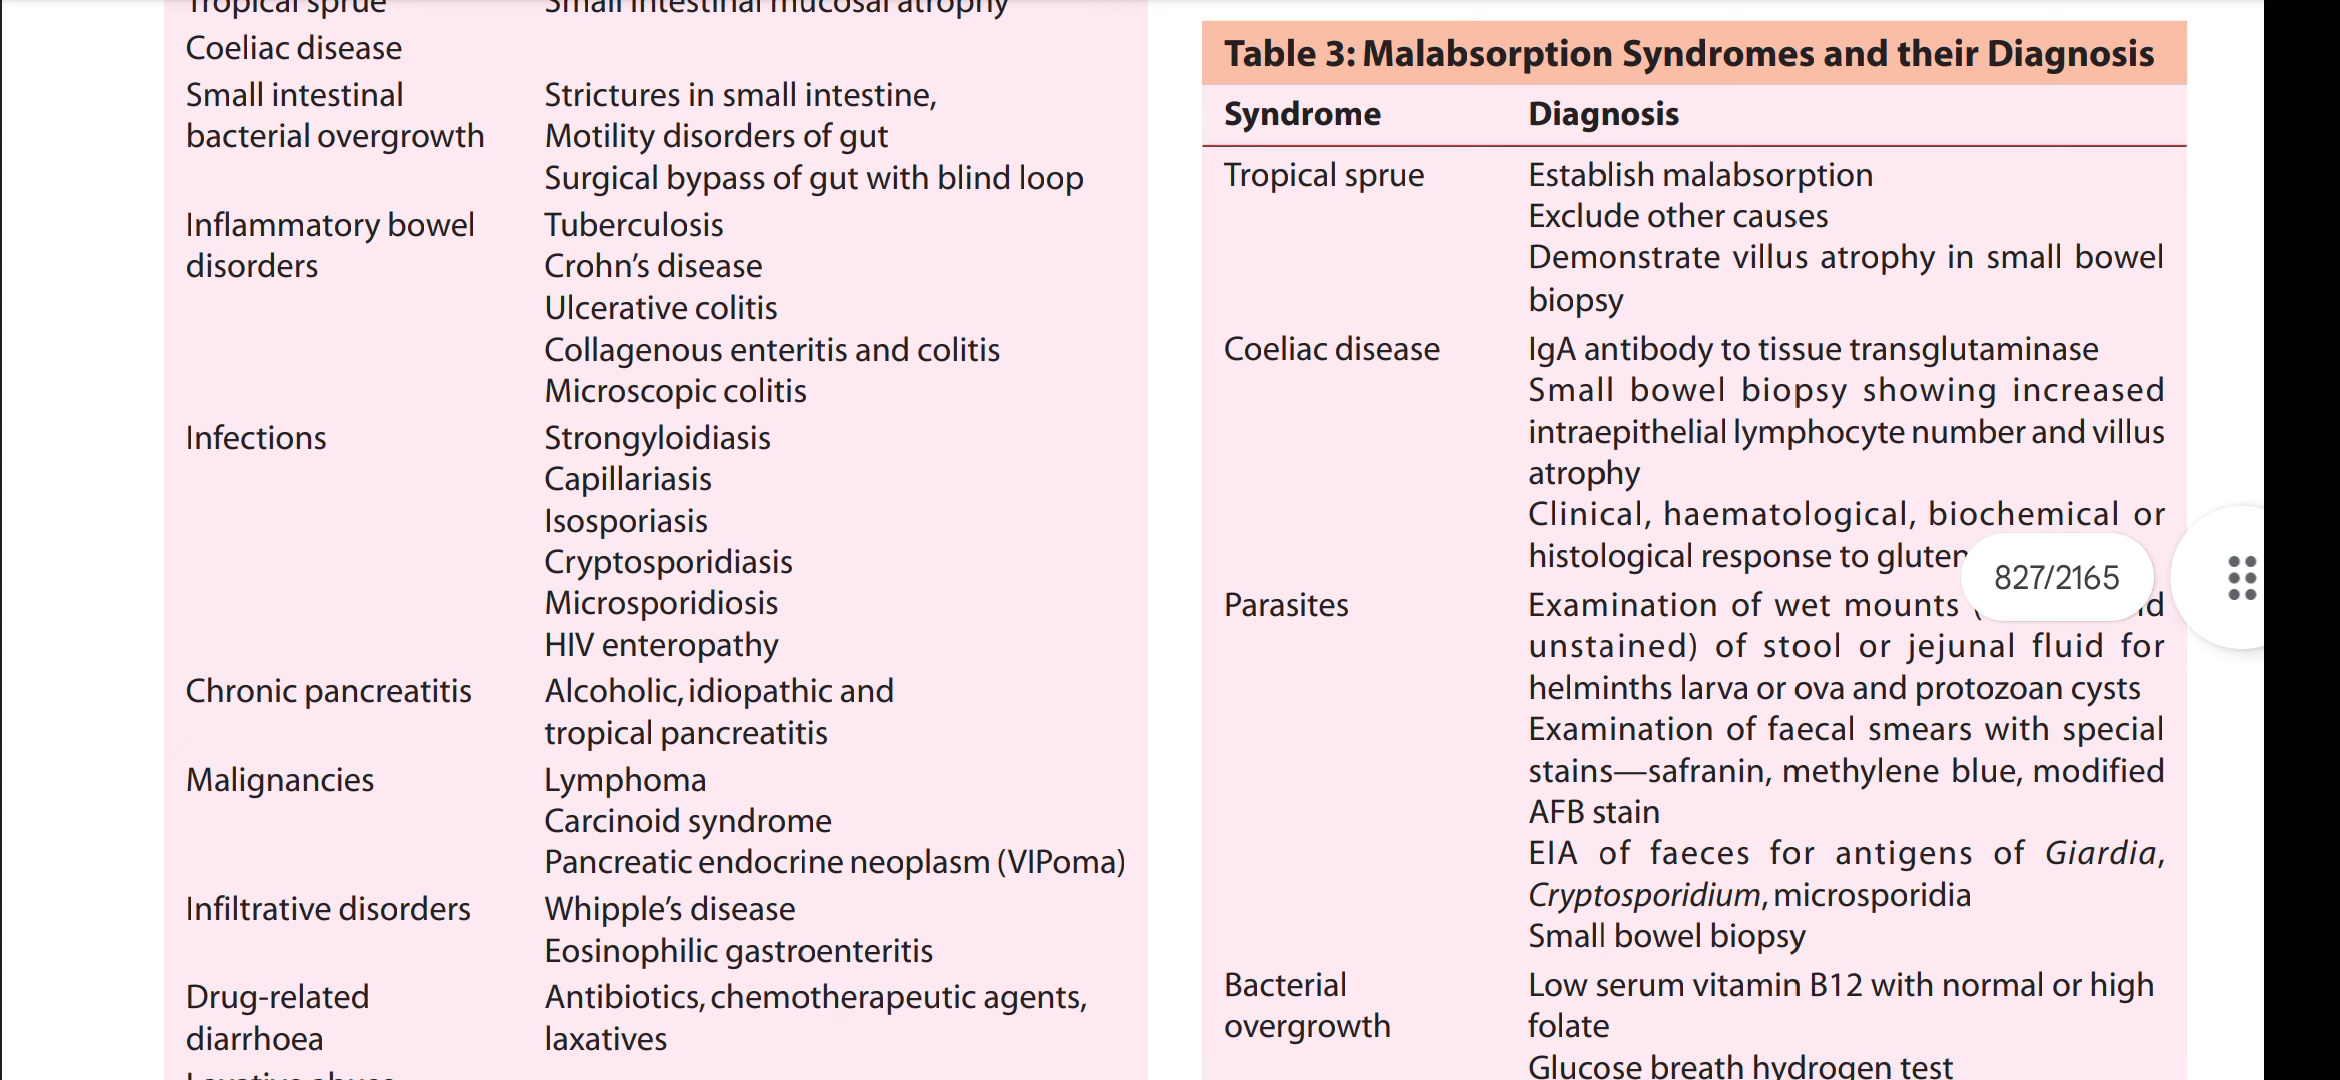 Tropical sprue Small intestinal mucosal atrophy
Coeliac disease
Small intestinal Strictures in small intestine,
bacterial overgrowth Motility disorders of gut
Surgical bypass of gut with blind loop
Inflammatory bowel Tuberculosis
disorders Crohn’s disease
Ulcerative colitis
Collagenous enteritis and colitis
Microscopic colitis
Infections Strongyloidiasis
Capillariasis
Isosporiasis
Cryptosporidiasis
Microsporidiosis
HIV enteropathy
Chronic pancreatitis Alcoholic, idiopathic and
tropical pancreatitis
Malignancies Lymphoma
Carcinoid syndrome
Pancreatic endocrine neoplasm (VIPoma)
Infiltrative disorders Whipple’s disease
Eosinophilic gastroenteritis
Drug-related Antibiotics, chemotherapeutic agents,
diarrhoea laxatives
Table 3: Malabsorption Syndromes and their Diagnosis
Syndrome Diagnosis
Tropical sprue Establish malabsorption
Exclude other causes
Demonstrate villus atrophy in small bowel
biopsy
Coeliac disease IgA antibody to tissue transglutaminase
Small bowel biopsy showing increased
intraepithelial lymphocyte number and villus
atrophy
Clinical, haematological, biochemical or
histological response to gluten
827/2165
Parasites Examination of wet mounts (
unstained) of stool or jejunal fluid for
helminths larva or ova and protozoan cysts
Examination of faecal smears with special
stains—safranin, methylene blue, modified
AFB stain
EIA of faeces for antigens of Giardia,
Cryptosporidium, microsporidia
Small bowel biopsy
Bacterial Low serum vitamin B12 with normal or high
overgrowth folate
Glucose breath hydrogen test